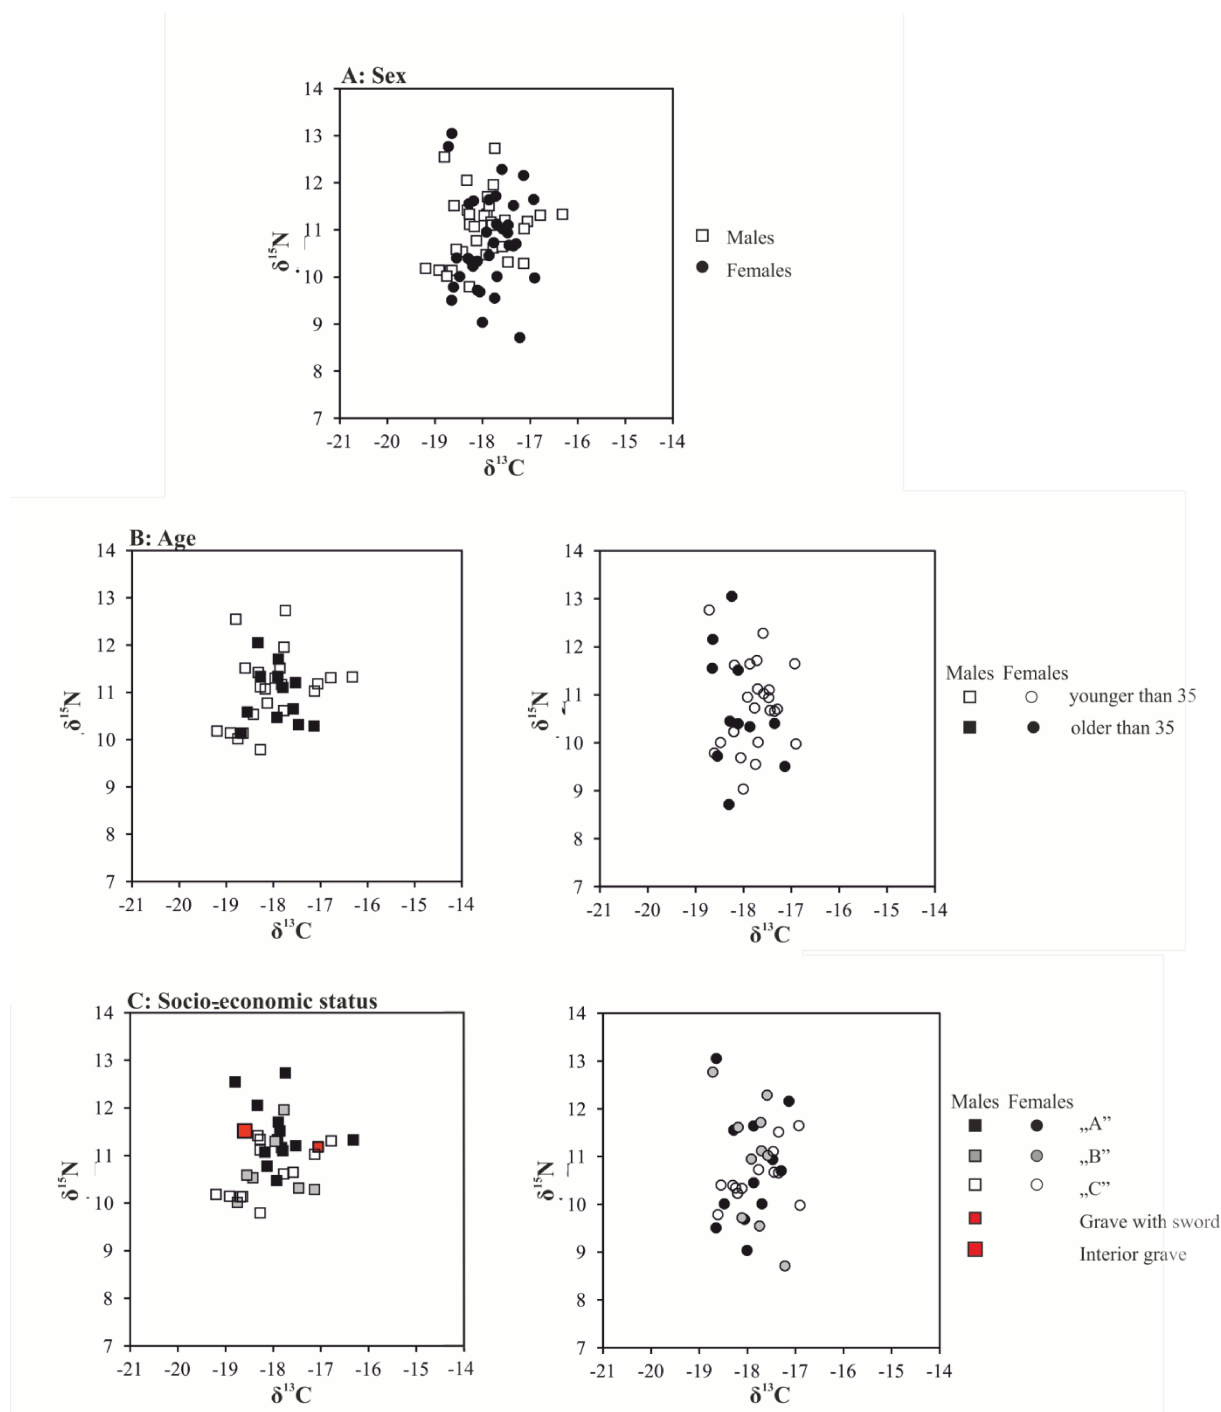 A: Sex
14
13
12
11
10
9
8
7
-21 -20 -19 -18 -17 -16 -15 -14
δ¹⁵N
δ¹³C
Males
Females
B: Age
14
13
12
11
10
9
8
7
-21 -20 -19 -18 -17 -16 -15 -14
δ¹⁵N
δ¹³C
14
13
12
11
10
9
8
7
-21 -20 -19 -18 -17 -16 -15 -14
δ¹⁵N
δ¹³C
Males Females
younger than 35
older than 35
C: Socio-economic status
14
13
12
11
10
9
8
7
-21 -20 -19 -18 -17 -16 -15 -14
δ¹⁵N
δ¹³C
14
13
12
11
10
9
8
7
-21 -20 -19 -18 -17 -16 -15 -14
δ¹⁵N
δ¹³C
Males Females
„A”
„B”
„C”
Grave with sword
Interior grave